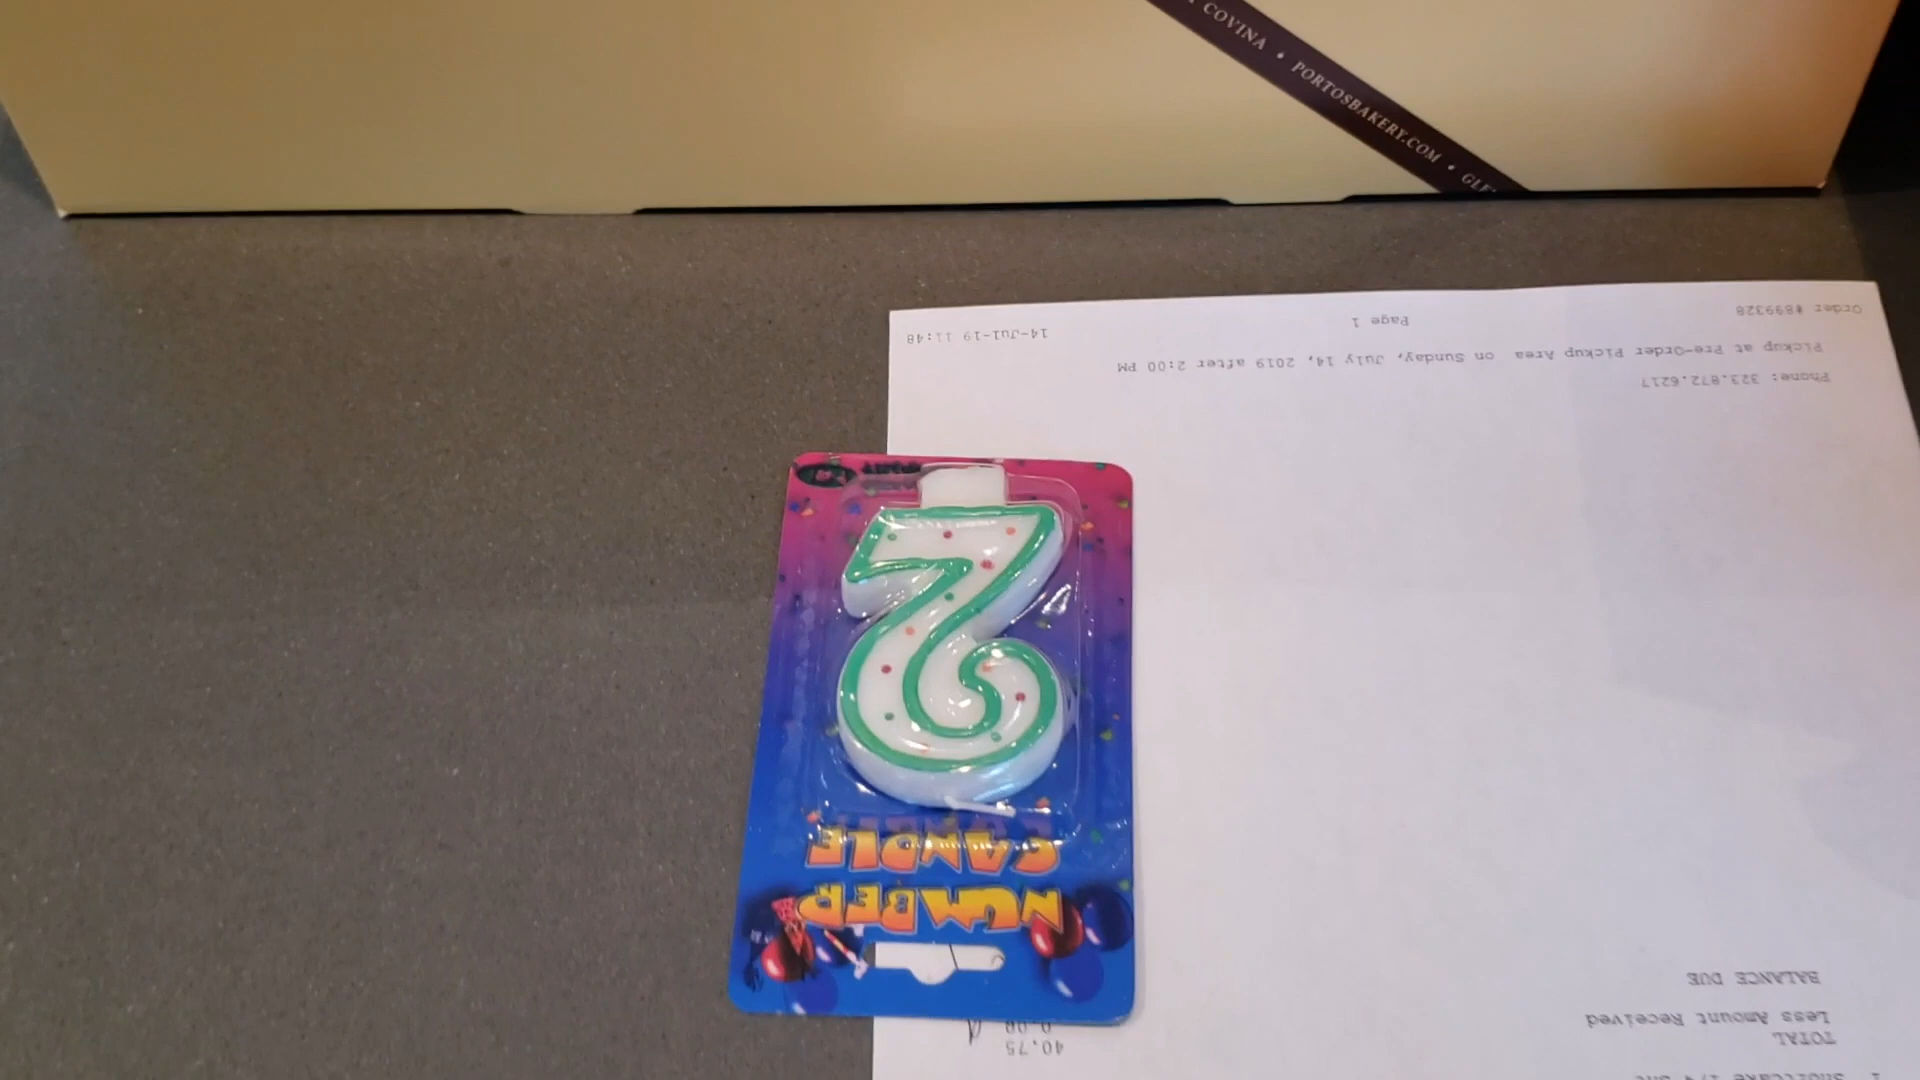 COVINA • PORTOSBAKERY.COM •
Order #899328 Page 1 14-Jul-19 11:48
Pickup at Pre-Order Pickup Area on Sunday, July 14, 2019 after 2:00 PM
Phone: 323.872.6217
2
NUMBER
CANDLE
TOTAL 40.75
Less Amount Received 0.00
BALANCE DUE